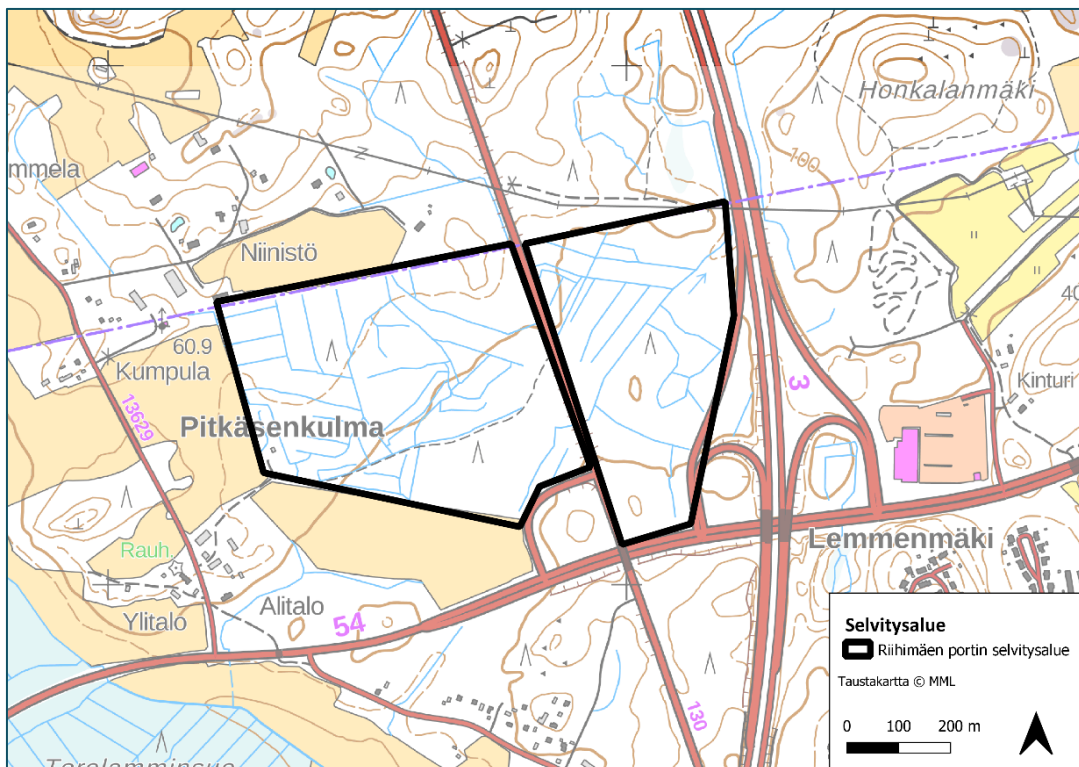 Honkalanmäki
100
mmela
Niinistö
60.9
Kumpula
13629
Pitkäsenkulma
3
40
Kinturi
Rauh.
Lemmenmäki
Ylitalo
Alitalo
54
130
Selvitysalue
Riihimäen portin selvitysalue
Taustakartta © MML
0 100 200 m